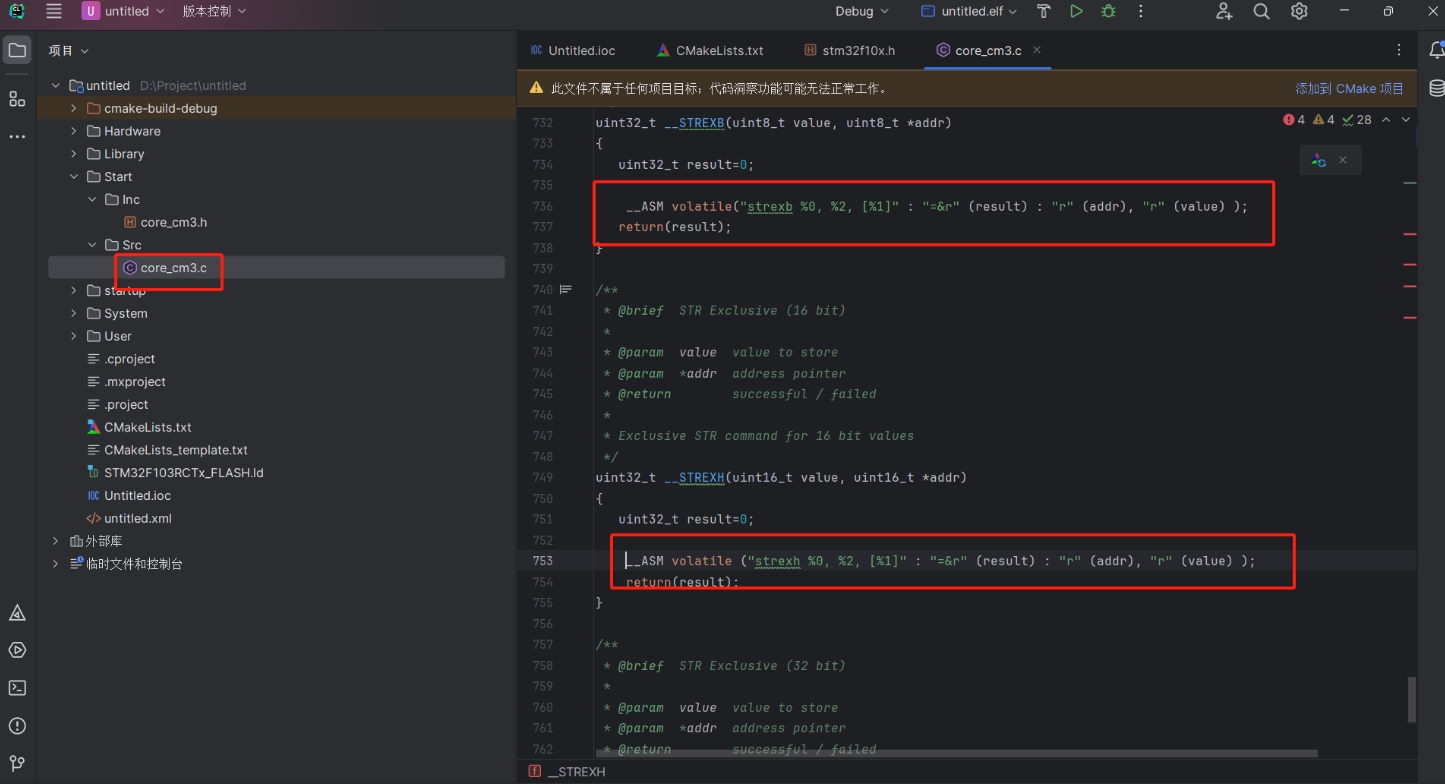 U untitled 版本控制 Debug untitled.elf
项目
untitled D:\Project\untitled
cmake-build-debug
Hardware
Library
Start
Inc
core_cm3.h
Src
core_cm3.c
startup
System
User
.cproject
.mxproject
.project
CMakeLists.txt
CMakeLists_template.txt
STM32F103RCTx_FLASH.ld
IOC Untitled.ioc
untitled.xml
外部库
临时文件和控制台
IOC Untitled.ioc CMakeLists.txt H stm32f10x.h C core_cm3.c
此文件不属于任何项目目标；代码洞察功能可能无法正常工作。 添加到 CMake 项目
4 4 28
732 uint32_t __STREXB(uint8_t value, uint8_t *addr)
733 {
734 uint32_t result=0;
735
736 __ASM volatile("strexb %0, %2, [%1]" : "=&r" (result) : "r" (addr), "r" (value) );
737 return(result);
738 }
739
740 /**
741 * @brief STR Exclusive (16 bit)
742 *
743 * @param value value to store
744 * @param *addr address pointer
745 * @return successful / failed
746 *
747 * Exclusive STR command for 16 bit values
748 */
749 uint32_t __STREXH(uint16_t value, uint16_t *addr)
750 {
751 uint32_t result=0;
752
753 __ASM volatile ("strexh %0, %2, [%1]" : "=&r" (result) : "r" (addr), "r" (value) );
754 return(result);
755 }
756
757 /**
758 * @brief STR Exclusive (32 bit)
759 *
760 * @param value value to store
761 * @param *addr address pointer
762 * @return successful / failed
f __STREXH